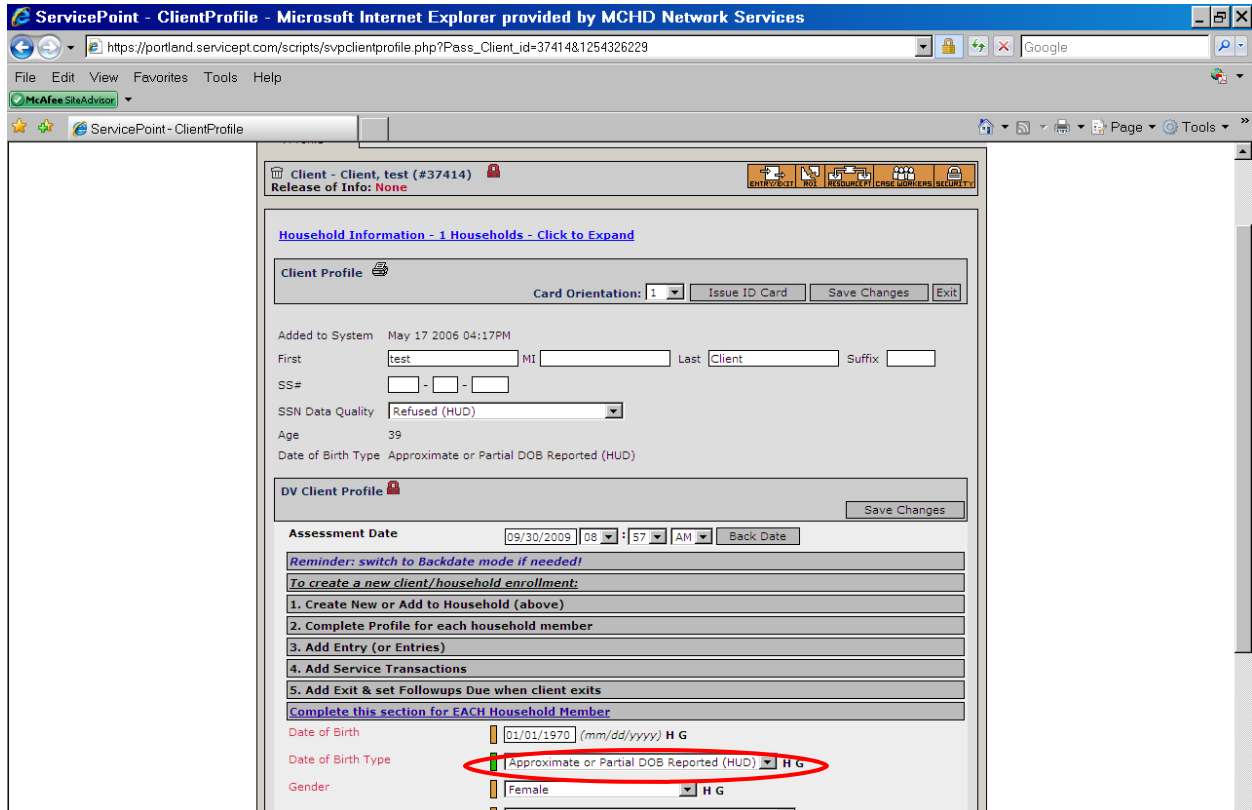 ServicePoint - ClientProfile - Microsoft Internet Explorer provided by MCHD Network Services
https://portland.servicept.com/scripts/svpclientprofile.php?Pass_Client_id=37414&1254326229 Google
File Edit View Favorites Tools Help
McAfee SiteAdvisor
ServicePoint - ClientProfile Page Tools
Client - Client, test (#37414) ENTRY/EXIT ROI RESOURCEPT CASE WORKERS SECURITY
Release of Info: None
Household Information - 1 Households - Click to Expand
Client Profile
Card Orientation: 1 Issue ID Card Save Changes Exit
Added to System May 17 2006 04:17PM
First test MI Last Client Suffix
SS# - -
SSN Data Quality Refused (HUD)
Age 39
Date of Birth Type Approximate or Partial DOB Reported (HUD)
DV Client Profile
Save Changes
Assessment Date 09/30/2009 08 : 57 AM Back Date
Reminder: switch to Backdate mode if needed!
To create a new client/household enrollment:
1. Create New or Add to Household (above)
2. Complete Profile for each household member
3. Add Entry (or Entries)
4. Add Service Transactions
5. Add Exit & set Followups Due when client exits
Complete this section for EACH Household Member
Date of Birth 01/01/1970 (mm/dd/yyyy) H G
Date of Birth Type Approximate or Partial DOB Reported (HUD) H G
Gender Female H G